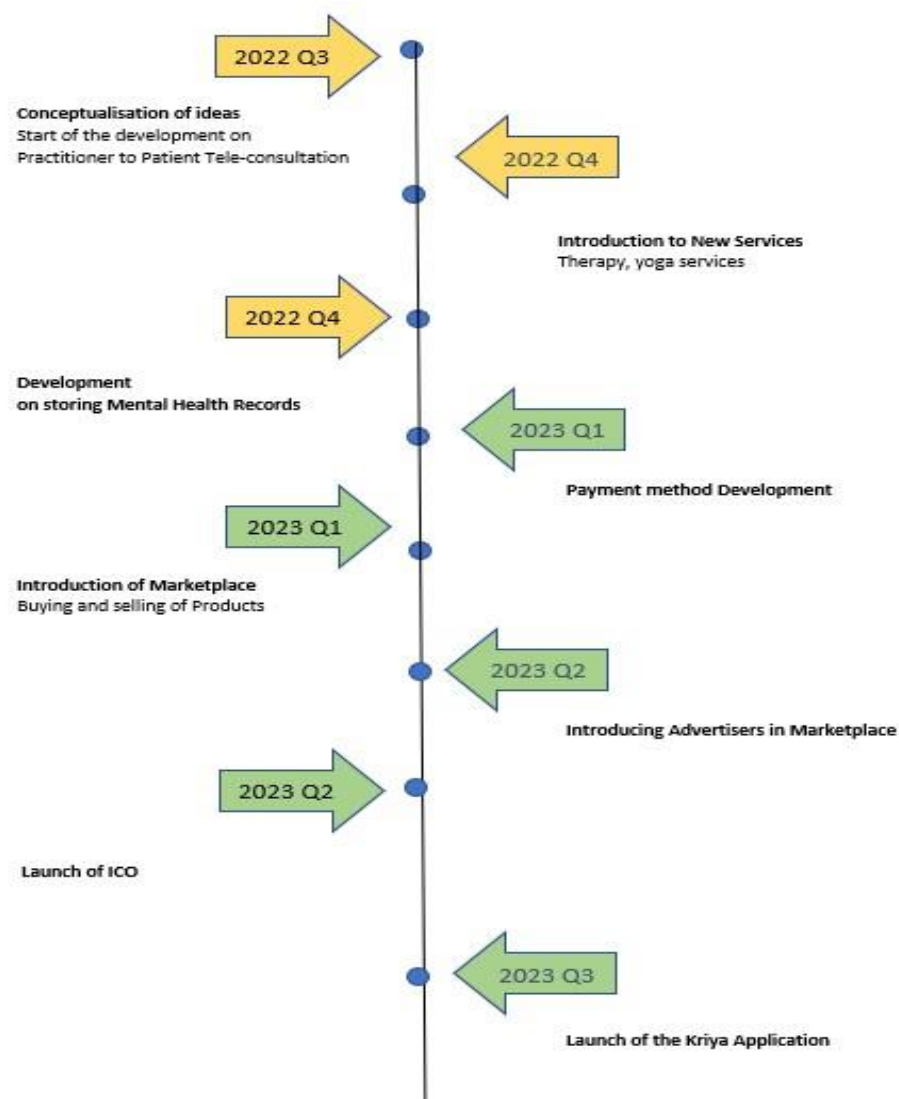 2022 Q3
Conceptualisation of ideas
Start of the development on
Practitioner to Patient Tele-consultation
2022 Q4
Introduction to New Services
Therapy, yoga services
2022 Q4
Development
on storing Mental Health Records
2023 Q1
Payment method Development
2023 Q1
Introduction of Marketplace
Buying and selling of Products
2023 Q2
Introducing Advertisers in Marketplace
2023 Q2
Launch of ICO
2023 Q3
Launch of the Kriya Application